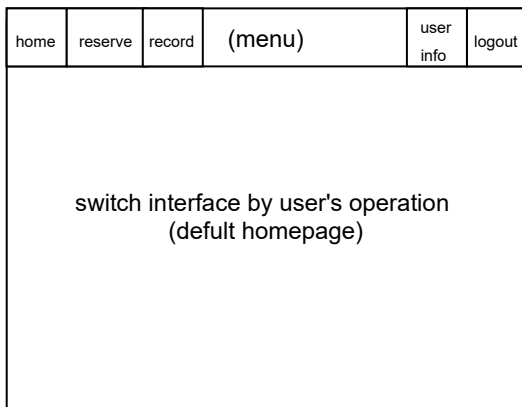 home
reserve
record
(menu)
user
info
logout
switch interface by user's operation
(defult homepage)